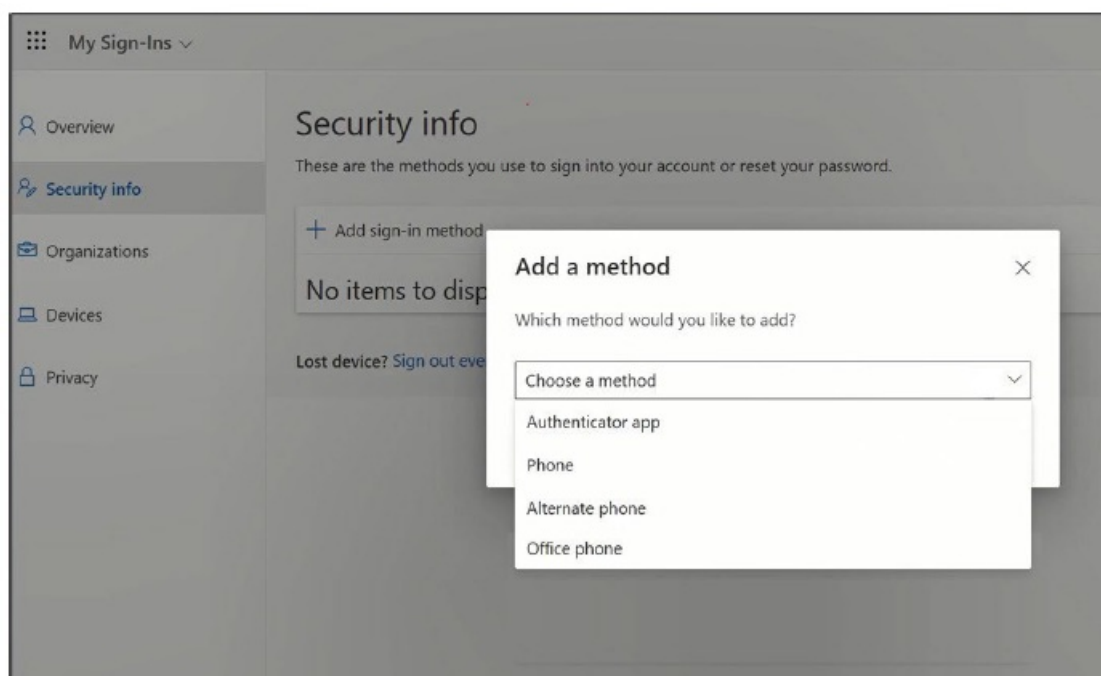 My Sign-Ins
Overview
Security info
Organizations
Devices
Privacy
Security info
These are the methods you use to sign into your account or reset your password.
Add sign-in method
No items to disp
Lost device? Sign out eve
Add a method
Which method would you like to add?
Choose a method
Authenticator app
Phone
Alternate phone
Office phone